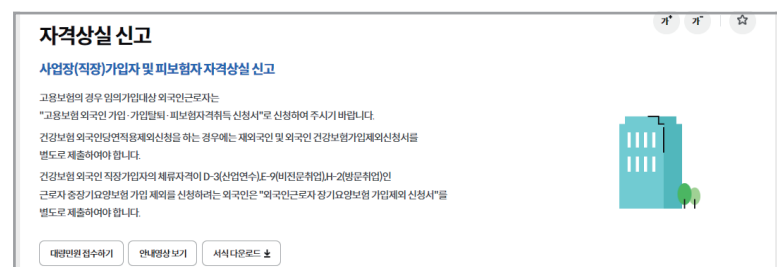 가+ 가-
자격상실 신고
사업장(직장)가입자 및 피보험자 자격상실 신고
고용보험의 경우 임의가입대상 외국인근로자는
"고용보험 외국인 가입·가입탈퇴·피보험자격취득 신청서"로 신청하여 주시기 바랍니다.
건강보험 외국인당연적용제외신청을 하는 경우에는 재외국인 및 외국인 건강보험가입제외신청서를
별도로 제출하여야 합니다.
건강보험 외국인 직장가입자의 체류자격이 D-3(산업연수),E-9(비전문취업),H-2(방문취업)인
근로자 중장기요양보험 가입 제외를 신청하려는 외국인은 "외국인근로자 장기요양보험 가입제외 신청서"를
별도로 제출하여야 합니다.
대량민원 접수하기 안내영상 보기 서식 다운로드